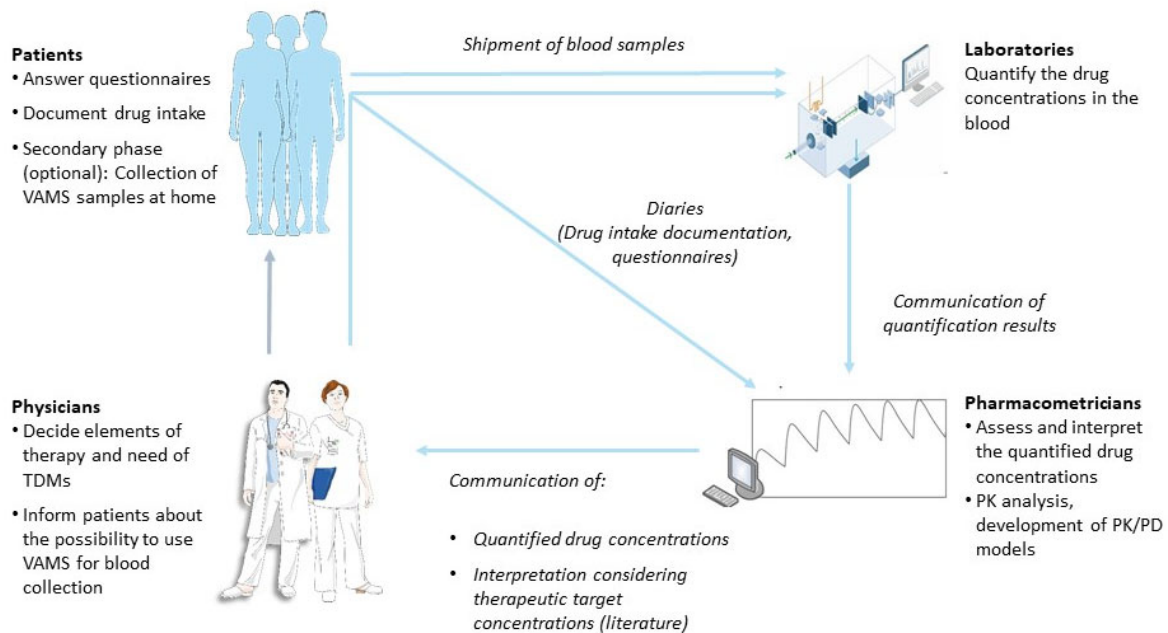 Patients
• Answer questionnaires
• Document drug intake
• Secondary phase
(optional): Collection of
VAMS samples at home
Shipment of blood samples
Laboratories
Quantify the drug
concentrations in the
blood
Diaries
(Drug intake documentation,
questionnaires)
Communication of
quantification results
Physicians
• Decide elements of
therapy and need of
TDMs
• Inform patients about
the possibility to use
VAMS for blood
collection
Communication of:
• Quantified drug concentrations
• Interpretation considering
therapeutic target
concentrations (literature)
Pharmacometricians
• Assess and interpret
the quantified drug
concentrations
• PK analysis,
development of PK/PD
models